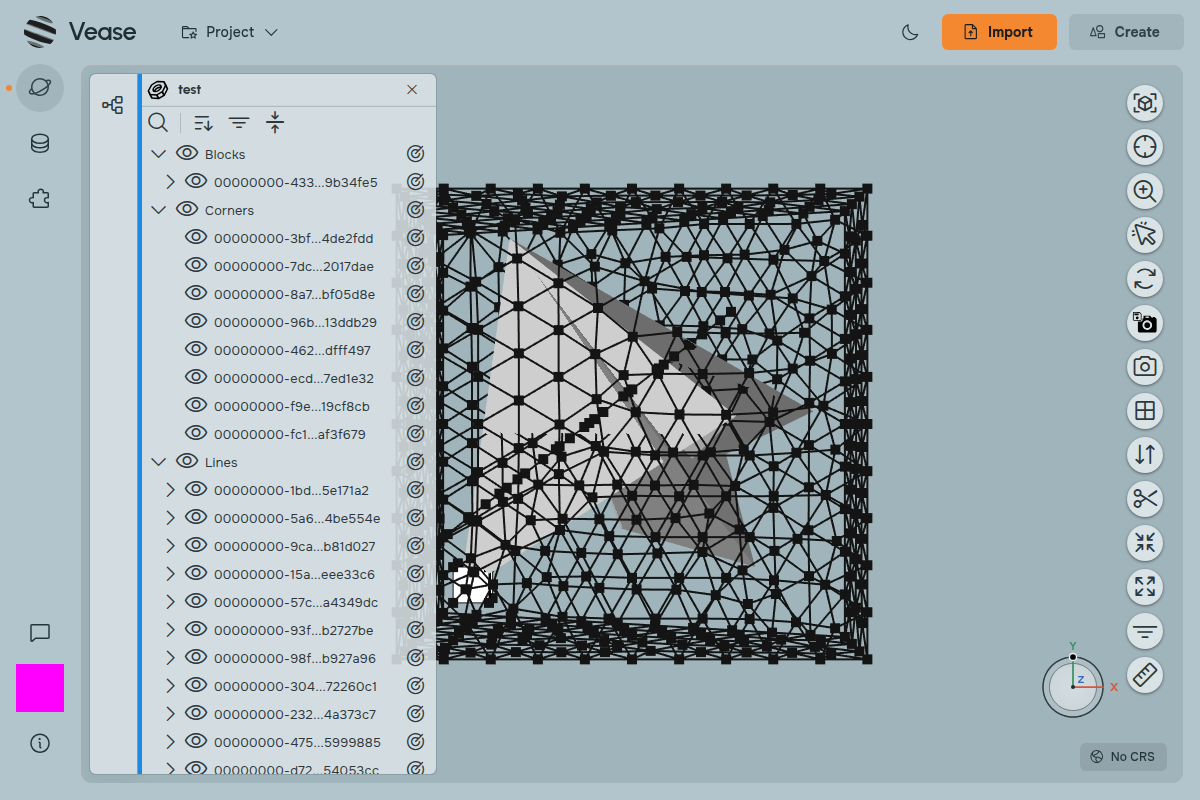 Vease
Project
Import
Create
test
Blocks
00000000-433...9b34fe5
Corners
00000000-3bf...4de2fdd
00000000-7dc...2017dae
00000000-8a7...bf05d8e
00000000-96b...13ddb29
00000000-462...dfff497
00000000-ecd...7ed1e32
00000000-f9e...19cf8cb
00000000-fc1...af3f679
Lines
00000000-1bd...5e171a2
00000000-5a6...4be554e
00000000-9ca...b81d027
00000000-15a...eee33c6
00000000-57c...a4349dc
00000000-93f...b2727be
00000000-98f...b927a96
00000000-304...72260c1
00000000-232...4a373c7
00000000-475...5999885
00000000-d72...54053cc
Y
Z
X
No CRS